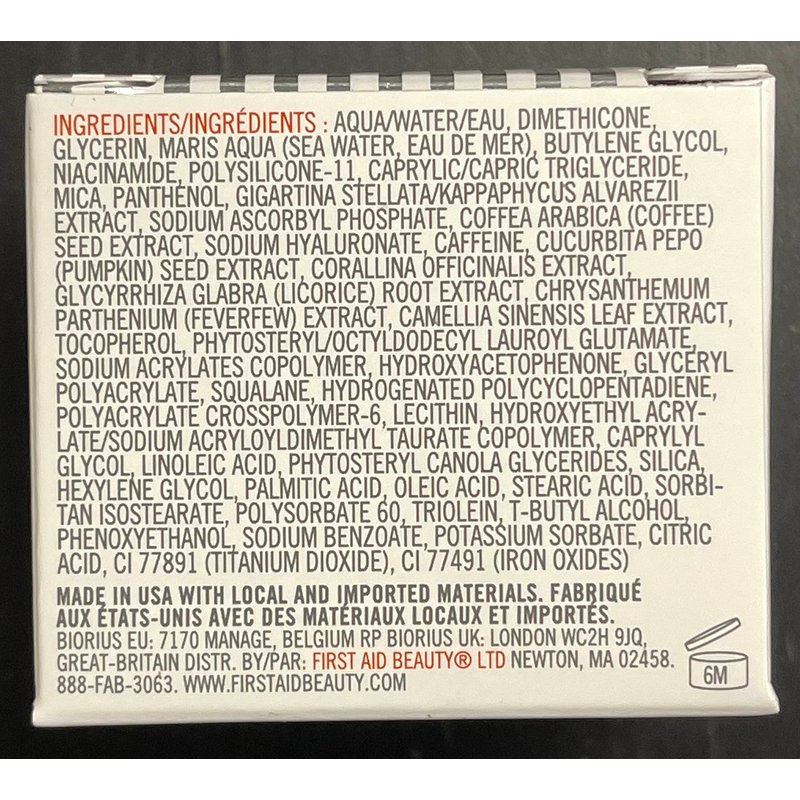 INGREDIENTS/INGRÉDIENTS : AQUA/WATER/EAU, DIMETHICONE,
GLYCERIN, MARIS AQUA (SEA WATER, EAU DE MER), BUTYLENE GLYCOL,
NIACINAMIDE, POLYSILICONE-11, CAPRYLIC/CAPRIC TRIGLYCERIDE,
MICA, PANTHENOL, GIGARTINA STELLATA/KAPPAPHYCUS ALVAREZII
EXTRACT, SODIUM ASCORBYL PHOSPHATE, COFFEA ARABICA (COFFEE)
SEED EXTRACT, SODIUM HYALURONATE, CAFFEINE, CUCURBITA PEPO
(PUMPKIN) SEED EXTRACT, CORALLINA OFFICINALIS EXTRACT,
GLYCYRRHIZA GLABRA (LICORICE) ROOT EXTRACT, CHRYSANTHEMUM
PARTHENIUM (FEVERFEW) EXTRACT, CAMELLIA SINENSIS LEAF EXTRACT,
TOCOPHEROL, PHYTOSTERYL/OCTYLDODECYL LAUROYL GLUTAMATE,
SODIUM ACRYLATES COPOLYMER, HYDROXYACETOPHENONE, GLYCERYL
POLYACRYLATE, SQUALANE, HYDROGENATED POLYCYCLOPENTADIENE,
POLYACRYLATE CROSSPOLYMER-6, LECITHIN, HYDROXYETHYL ACRY-
LATE/SODIUM ACRYLOYLDIMETHYL TAURATE COPOLYMER, CAPRYLYL
GLYCOL, LINOLEIC ACID, PHYTOSTERYL CANOLA GLYCERIDES, SILICA,
HEXYLENE GLYCOL, PALMITIC ACID, OLEIC ACID, STEARIC ACID, SORBI-
TAN ISOSTEARATE, POLYSORBATE 60, TRIOLEIN, T-BUTYL ALCOHOL,
PHENOXYETHANOL, SODIUM BENZOATE, POTASSIUM SORBATE, CITRIC
ACID, CI 77891 (TITANIUM DIOXIDE), CI 77491 (IRON OXIDES)
MADE IN USA WITH LOCAL AND IMPORTED MATERIALS. FABRIQUÉ
AUX ÉTATS-UNIS AVEC DES MATÉRIAUX LOCAUX ET IMPORTÉS.
BIORIUS EU: 7170 MANAGE, BELGIUM RP BIORIUS UK: LONDON WC2H 9JQ,
GREAT-BRITAIN DISTR. BY/PAR: FIRST AID BEAUTY® LTD NEWTON, MA 02458.
888-FAB-3063. WWW.FIRSTAIDBEAUTY.COM
6M